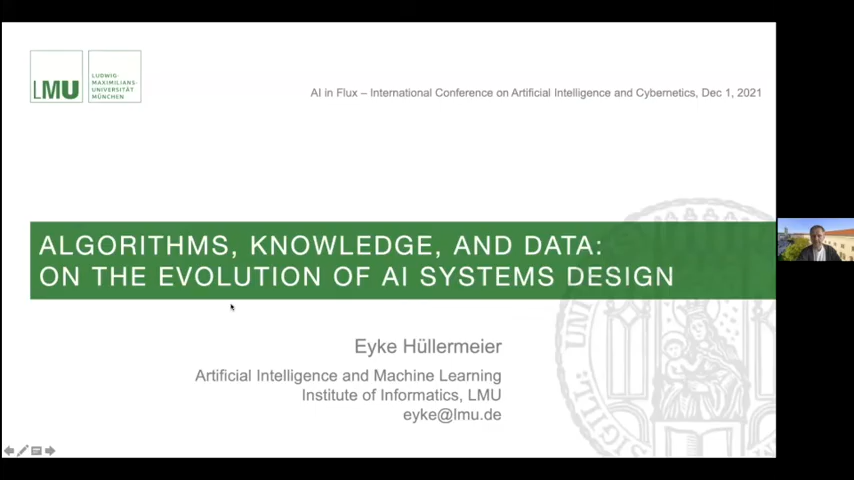 LMU
LUDWIG-
MAXIMILIANS-
UNIVERSITÄT
MÜNCHEN
AI in Flux – International Conference on Artificial Intelligence and Cybernetics, Dec 1, 2021
ALGORITHMS, KNOWLEDGE, AND DATA:
ON THE EVOLUTION OF AI SYSTEMS DESIGN
Eyke Hüllermeier
Artificial Intelligence and Machine Learning
Institute of Informatics, LMU
eyke@lmu.de
SIGILL